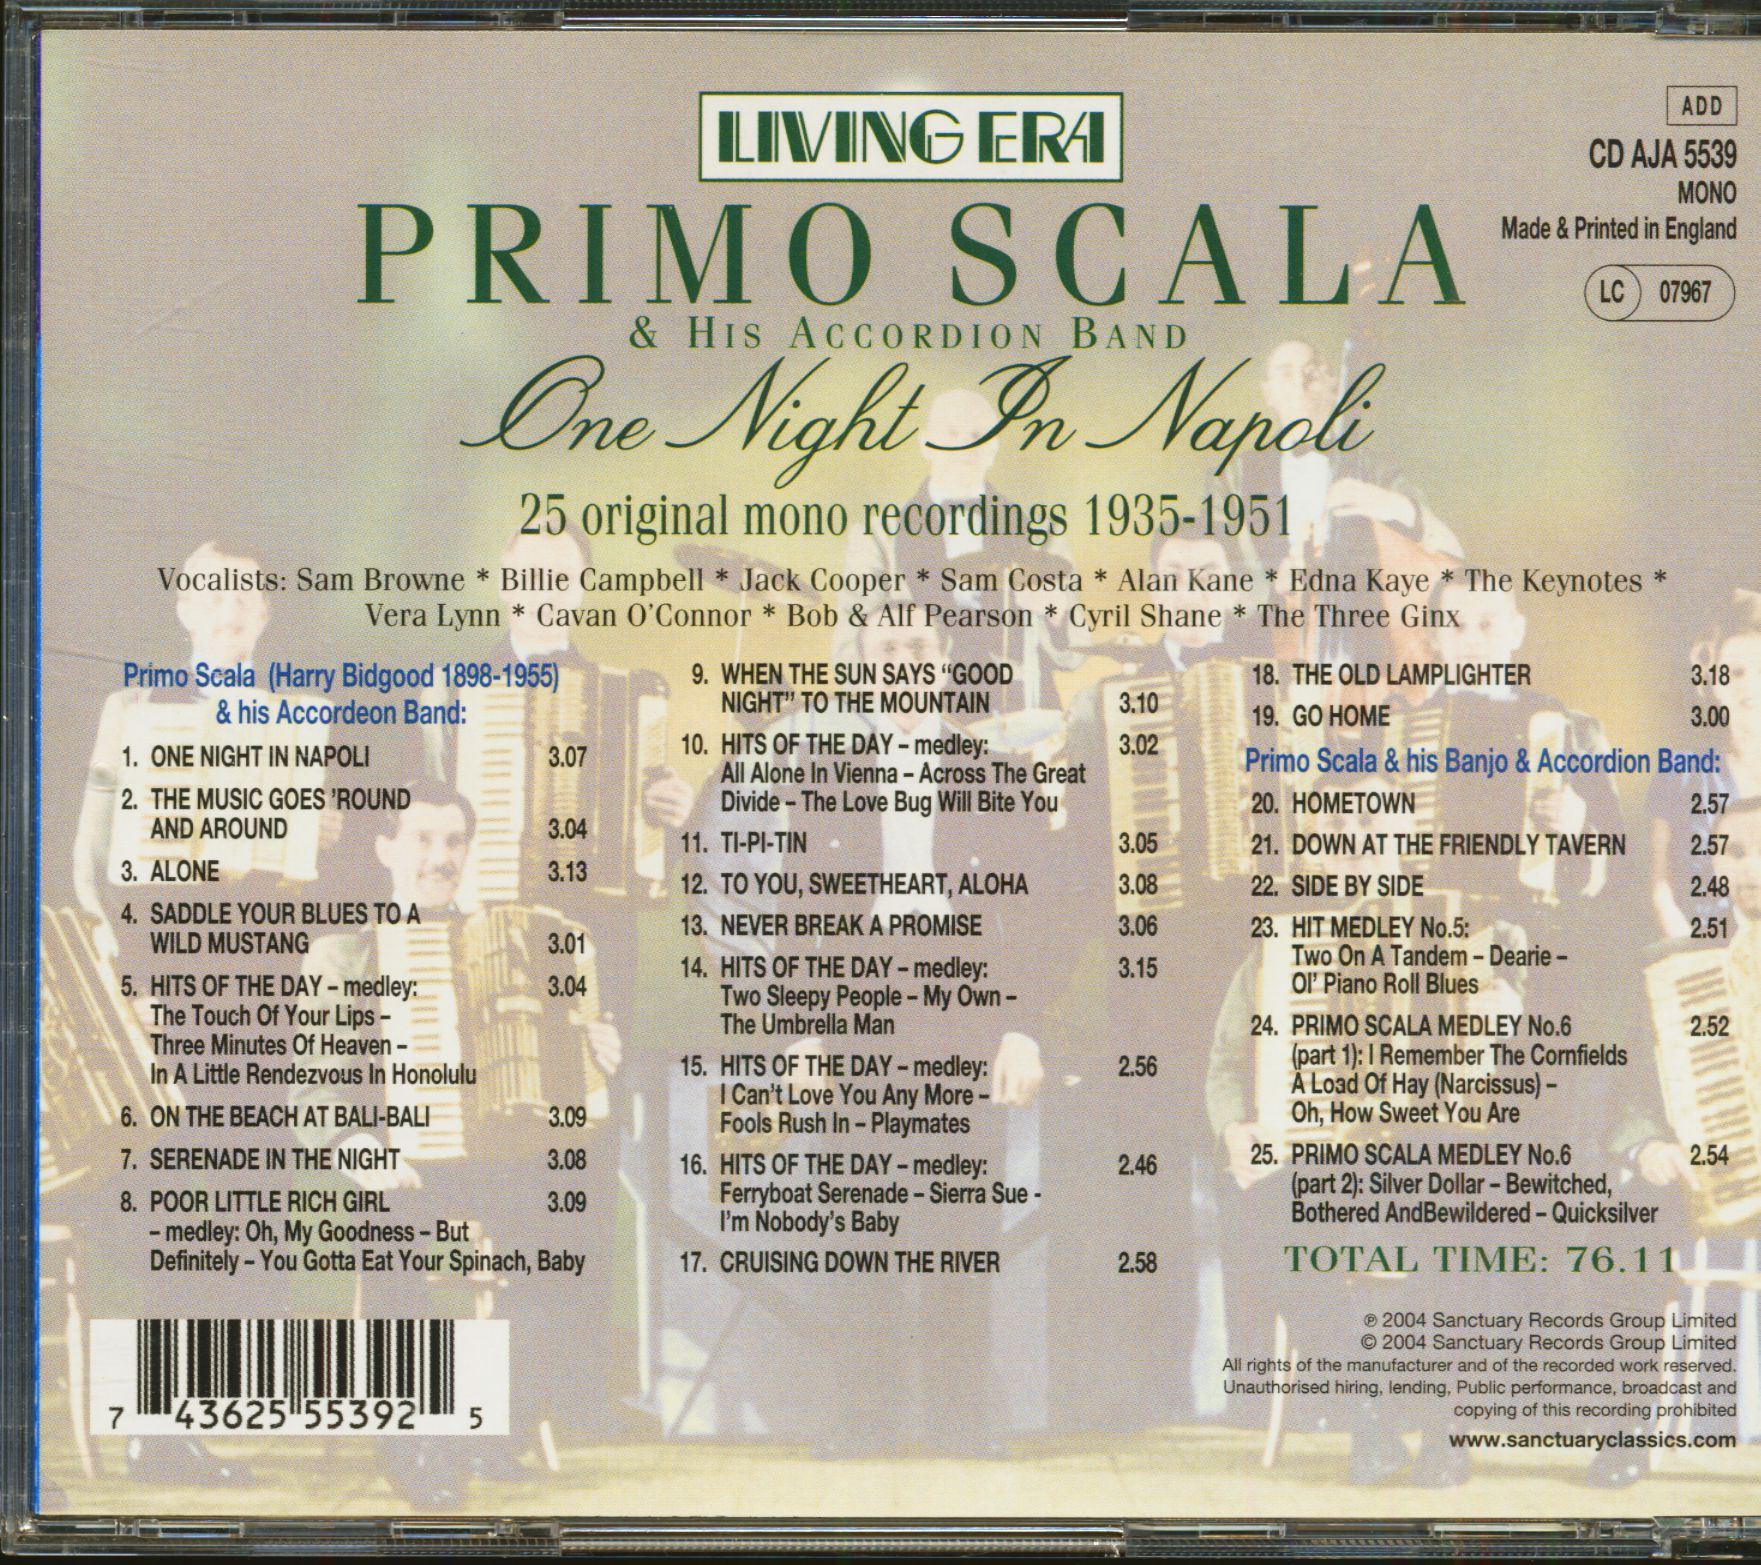 LIVING ERA
ADD
CD AJA 5539
MONO
Made & Printed in England
LC 07967
PRIMO SCALA
& HIS ACCORDION BAND
One Night In Napoli
25 original mono recordings 1935-1951
Vocalists: Sam Browne * Billie Campbell * Jack Cooper * Sam Costa * Alan Kane * Edna Kaye * The Keynotes *
Vera Lynn * Cavan O'Connor * Bob & Alf Pearson * Cyril Shane * The Three Ginx
Primo Scala (Harry Bidgood 1898-1955)
& his Accordeon Band:
1. ONE NIGHT IN NAPOLI 3.07
2. THE MUSIC GOES 'ROUND
AND AROUND 3.04
3. ALONE 3.13
4. SADDLE YOUR BLUES TO A
WILD MUSTANG 3.01
5. HITS OF THE DAY – medley: 3.04
The Touch Of Your Lips –
Three Minutes Of Heaven –
In A Little Rendezvous In Honolulu
6. ON THE BEACH AT BALI-BALI 3.09
7. SERENADE IN THE NIGHT 3.08
8. POOR LITTLE RICH GIRL 3.09
– medley: Oh, My Goodness – But
Definitely – You Gotta Eat Your Spinach, Baby
9. WHEN THE SUN SAYS “GOOD
NIGHT” TO THE MOUNTAIN 3.10
10. HITS OF THE DAY – medley: 3.02
All Alone In Vienna – Across The Great
Divide – The Love Bug Will Bite You
11. TI-PI-TIN 3.05
12. TO YOU, SWEETHEART, ALOHA 3.08
13. NEVER BREAK A PROMISE 3.06
14. HITS OF THE DAY – medley: 3.15
Two Sleepy People – My Own –
The Umbrella Man
15. HITS OF THE DAY – medley: 2.56
I Can't Love You Any More –
Fools Rush In – Playmates
16. HITS OF THE DAY – medley: 2.46
Ferryboat Serenade – Sierra Sue -
I'm Nobody's Baby
17. CRUISING DOWN THE RIVER 2.58
18. THE OLD LAMPLIGHTER 3.18
19. GO HOME 3.00
Primo Scala & his Banjo & Accordion Band:
20. HOMETOWN 2.57
21. DOWN AT THE FRIENDLY TAVERN 2.57
22. SIDE BY SIDE 2.48
23. HIT MEDLEY No.5: 2.51
Two On A Tandem – Dearie –
Ol' Piano Roll Blues
24. PRIMO SCALA MEDLEY No.6 2.52
(part 1): I Remember The Cornfields
A Load Of Hay (Narcissus) –
Oh, How Sweet You Are
25. PRIMO SCALA MEDLEY No.6 2.54
(part 2): Silver Dollar – Bewitched,
Bothered AndBewildered – Quicksilver
TOTAL TIME: 76.11
7 43625 55392 5
℗ 2004 Sanctuary Records Group Limited
© 2004 Sanctuary Records Group Limited
All rights of the manufacturer and of the recorded work reserved.
Unauthorised hiring, lending, Public performance, broadcast and
copying of this recording prohibited
www.sanctuaryclassics.com